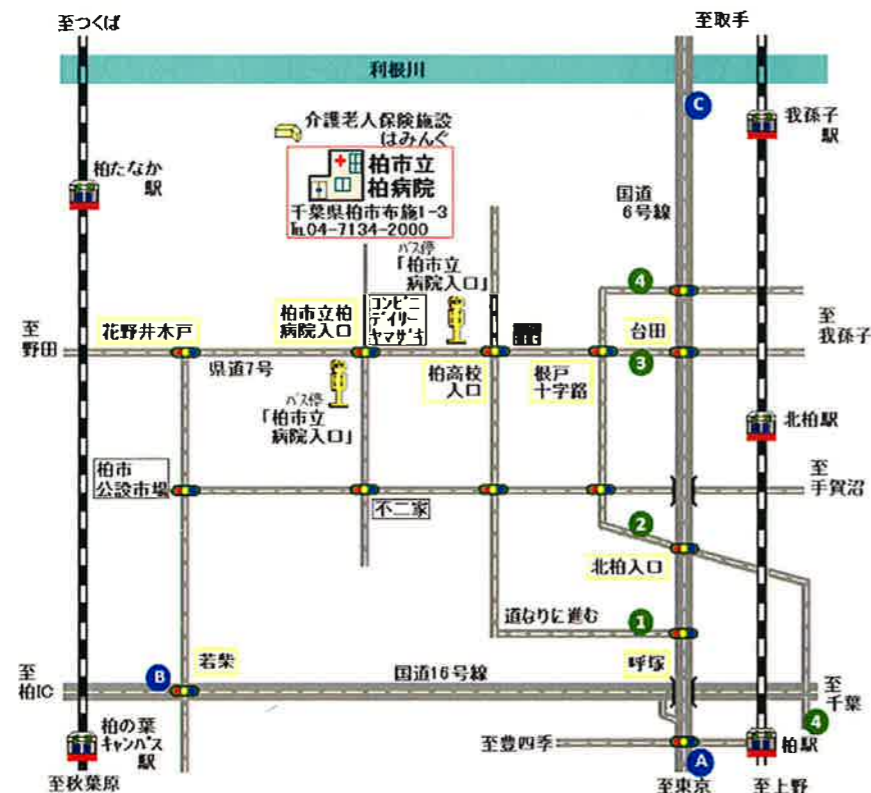 至つくば
至取手
利根川
C
介護老人保険施設
はみんぐ
我孫子
駅
柏たなか
駅
柏市立
柏病院
千葉県柏市布施1-3
℡04-7134-2000
国道
6号線
バス停
「柏市立
病院入口」
4
至
野田
花野井木戸
柏市立柏
病院入口
コンビニ
デイリー
ヤマザキ
台田
至
我孫子
県道7号
柏高校
入口
根戸
十字路
3
バス停
「柏市立
病院入口」
北柏駅
柏市
公設市場
至
手賀沼
不二家
2
北柏入口
道なりに進む
1
若柴
呼塚
至
柏IC
B
国道16号線
至
千葉
柏の葉
キャンパス
駅
至豊四季
4
柏駅
A
至秋葉原
至東京
至上野